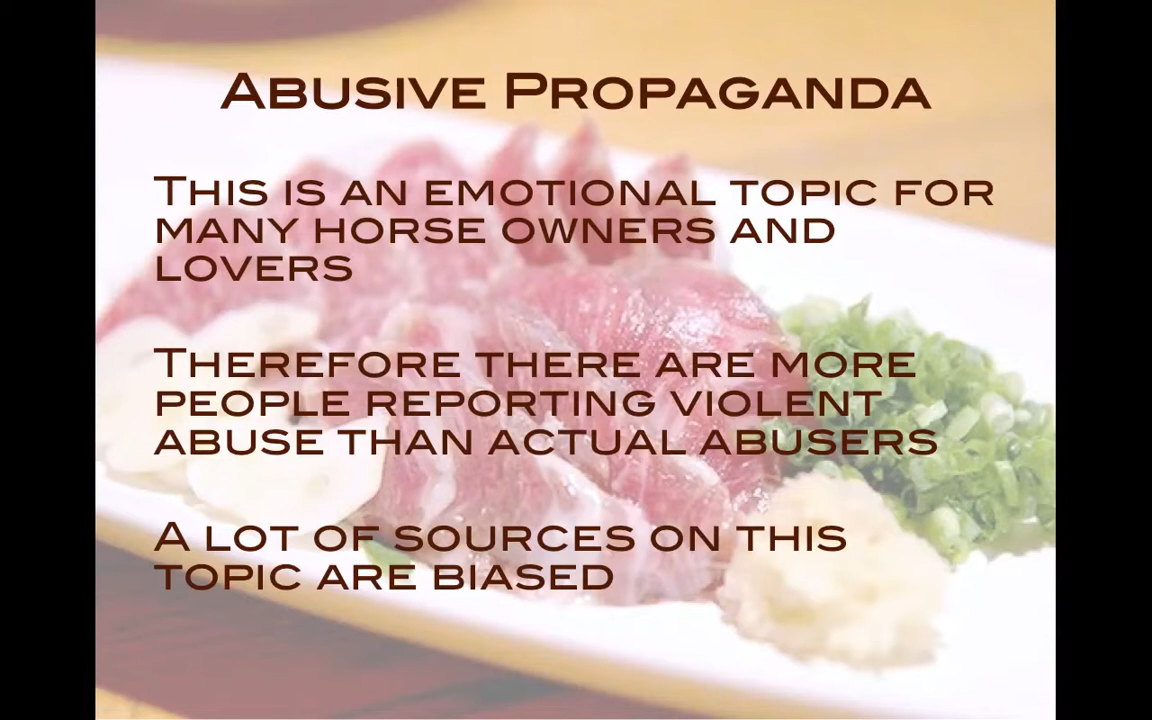 Abusive Propaganda
This is an emotional topic for
many horse owners and
lovers
Therefore there are more
people reporting violent
abuse than actual abusers
A lot of sources on this
topic are biased